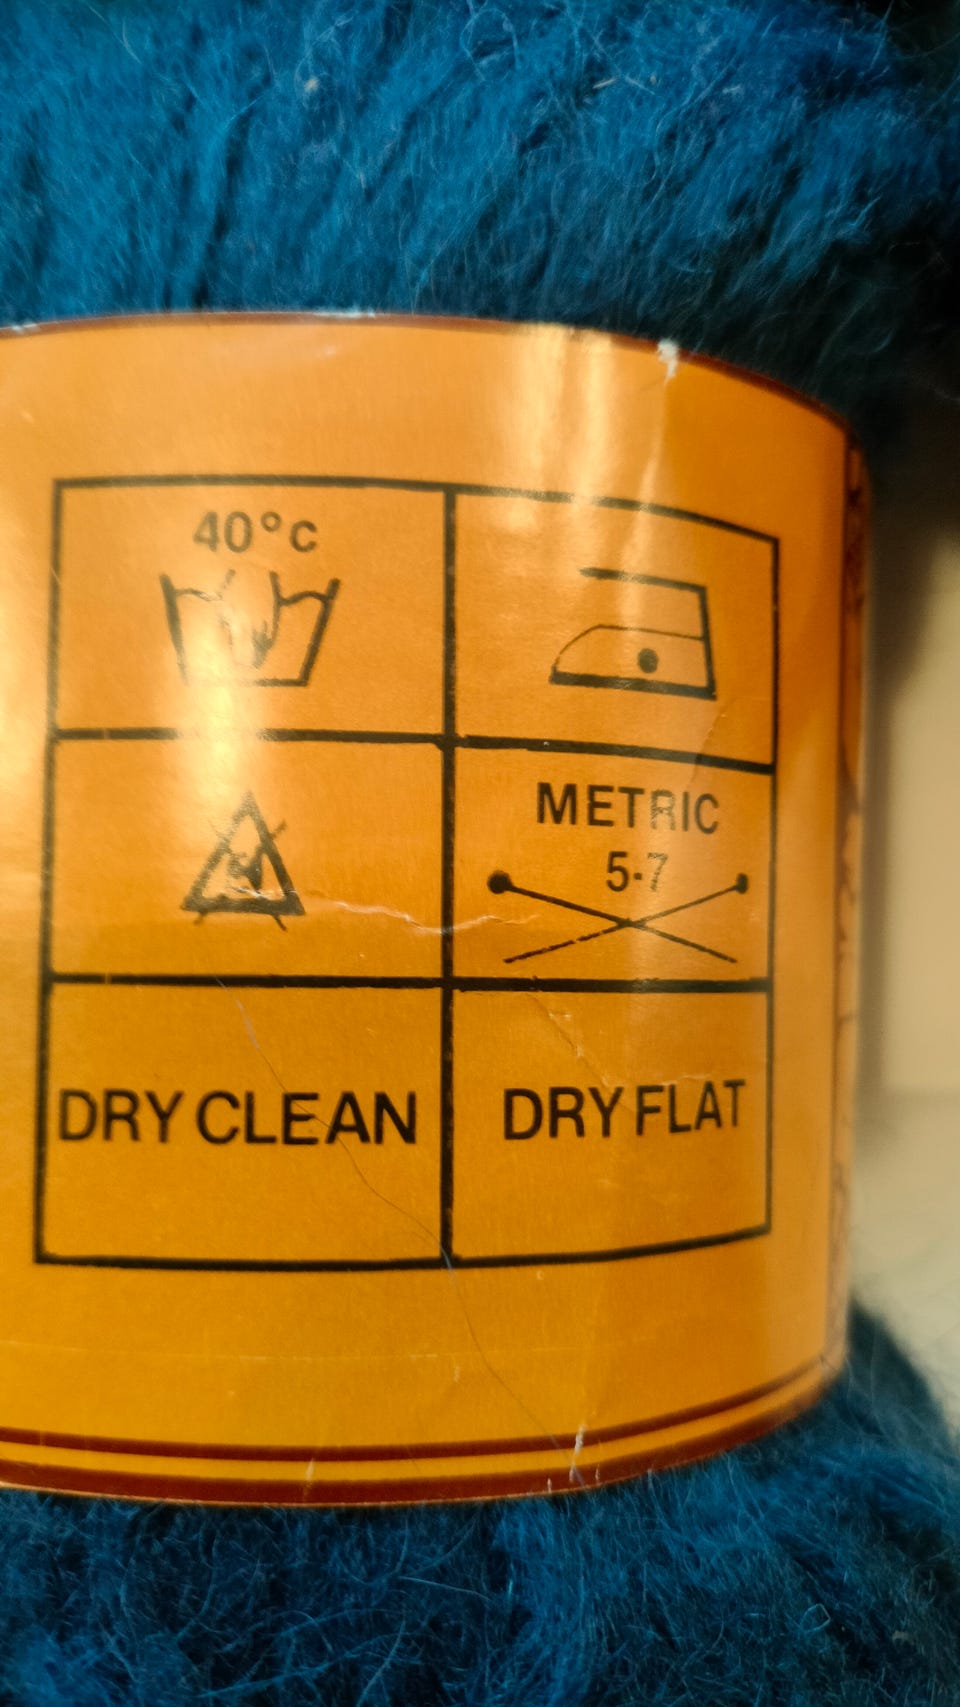 40°C
METRIC
5-7
DRY CLEAN
DRY FLAT